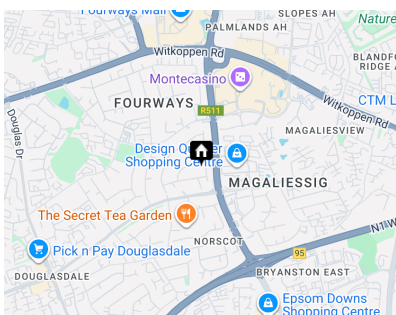 Fourways Mall
SLOPES AH
PALMLANDS AH
Nature
Witkoppen Rd
BLANDFO
RIDGE A
Montecasino
FOURWAYS
R511
CTM L
Witkoppen Rd
Douglas Dr
MAGALIESVIEW
Design Qu
Shopping Centre
MAGALIESSIG
The Secret Tea Garden
N1 W
NORSCOT
Pick n Pay Douglasdale
95
BRYANSTON EAST
DOUGLASDALE
Epsom Downs
Shopping Centre